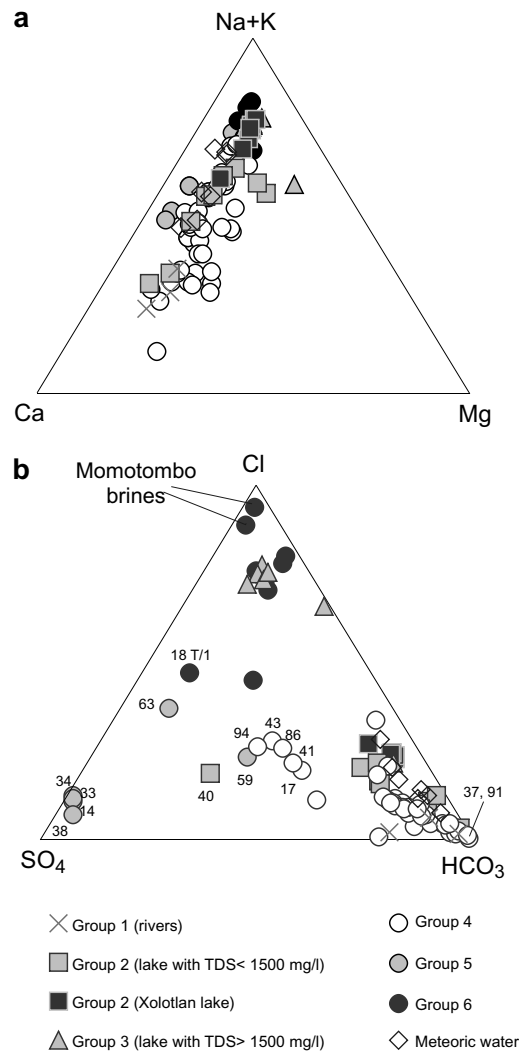 a
Na+K
Ca
Mg
b
Cl
Momotombo
brines
18 T/1
63
94
43
86
41
59
40
17
34
33
14
38
37, 91
SO4
HCO3
Group 1 (rivers)
Group 2 (lake with TDS< 1500 mg/l)
Group 2 (Xolotlan lake)
Group 3 (lake with TDS> 1500 mg/l)
Group 4
Group 5
Group 6
Meteoric water